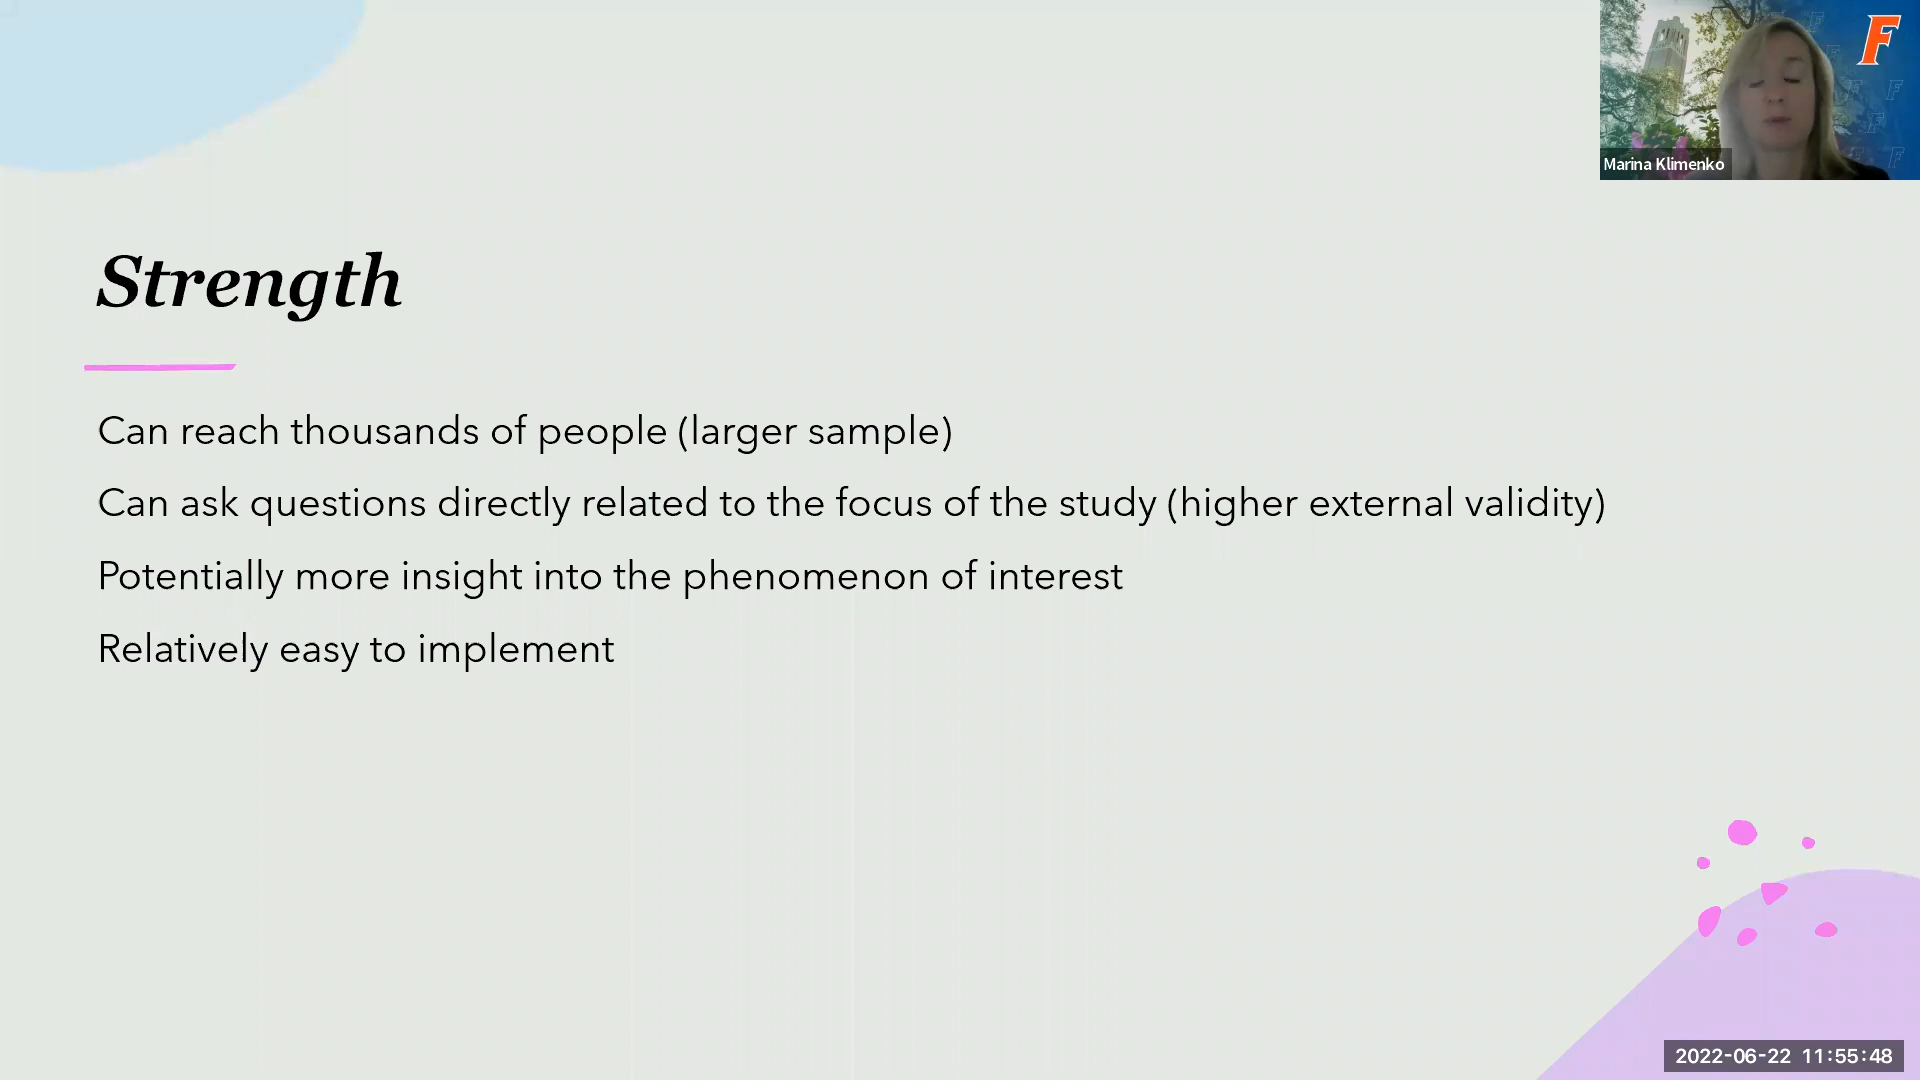 F
Marina Klimenko
Strength
Can reach thousands of people (larger sample)
Can ask questions directly related to the focus of the study (higher external validity)
Potentially more insight into the phenomenon of interest
Relatively easy to implement
2022-06-22 11:55:48